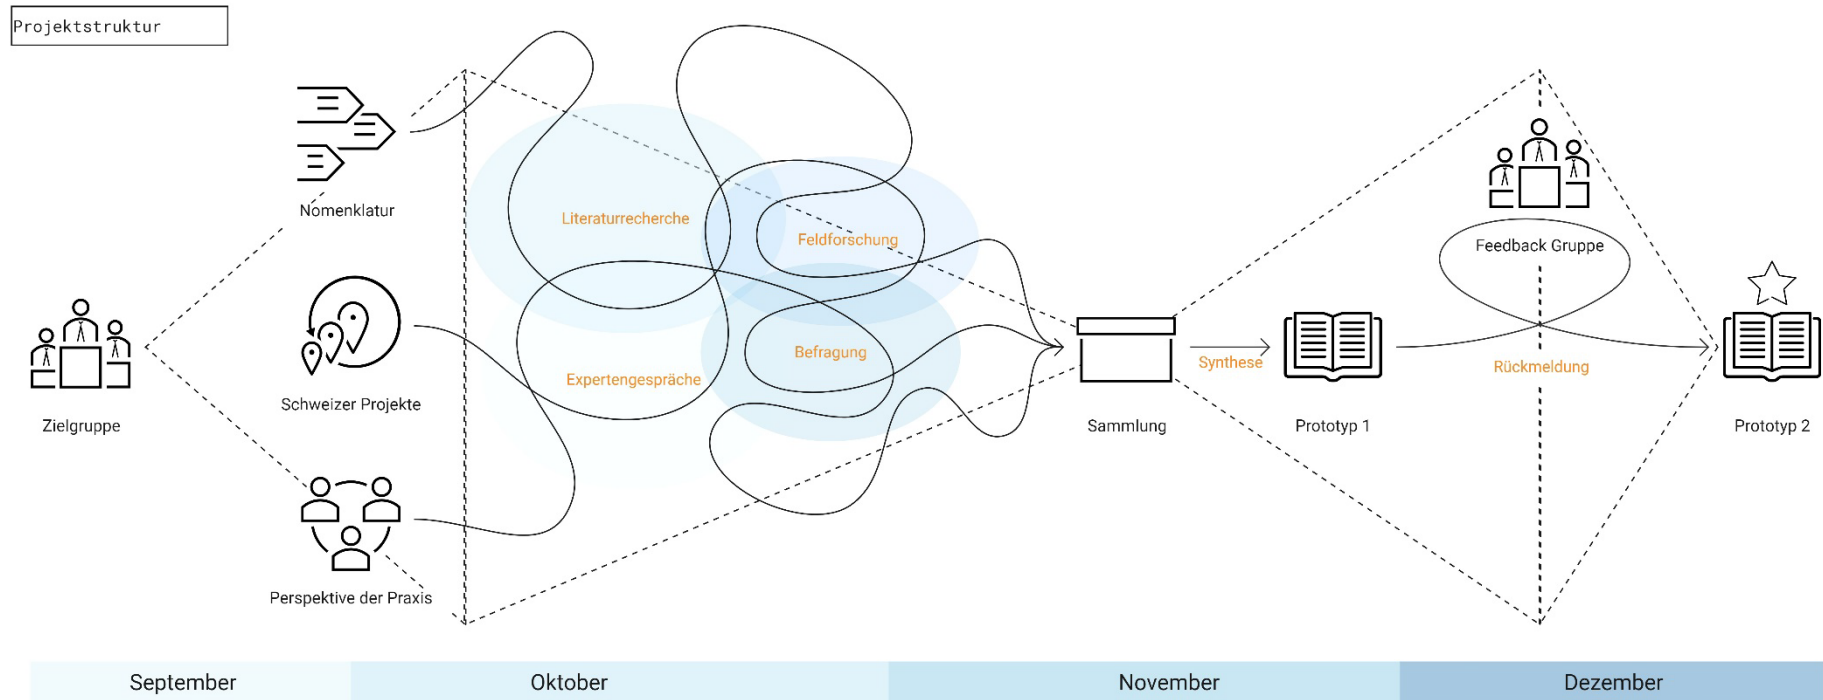 Projektstruktur
Nomenklatur
Literaturrecherche
Feldforschung
Feedback Gruppe
Schweizer Projekte
Expertengespräche
Befragung
Synthese
Rückmeldung
Zielgruppe
Sammlung
Prototyp 1
Prototyp 2
Perspektive der Praxis
September
Oktober
November
Dezember